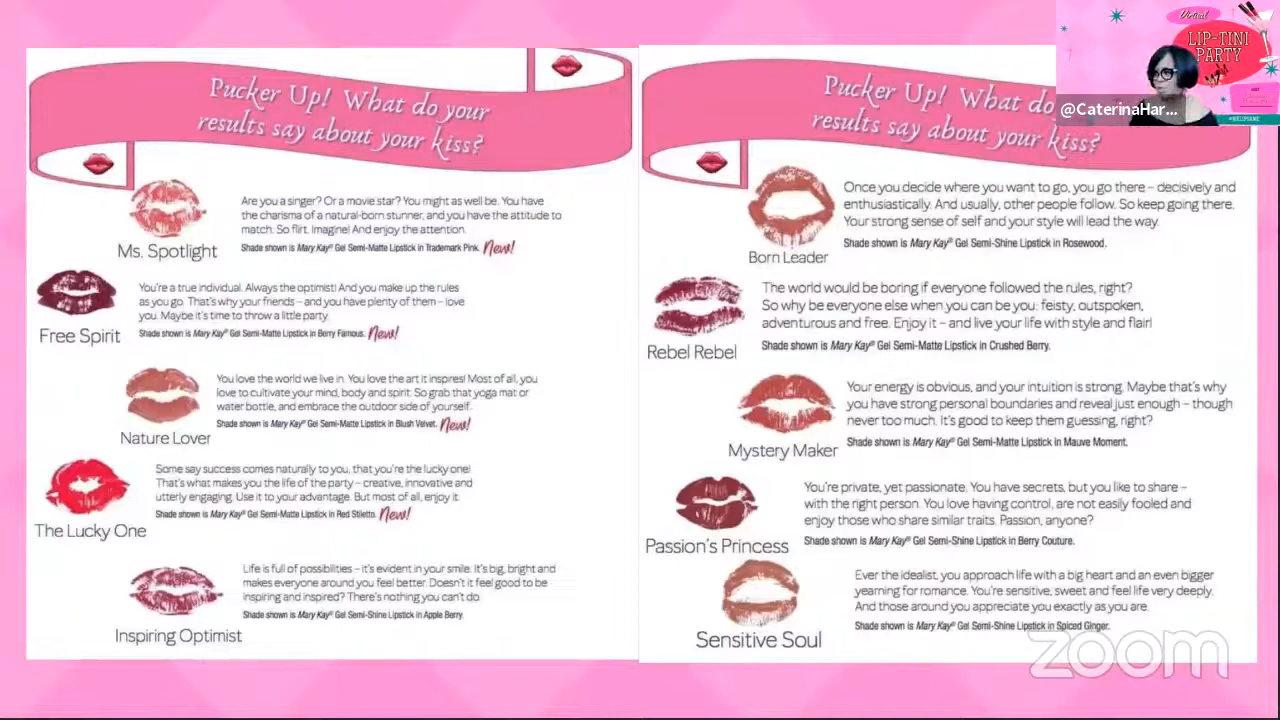 Pucker Up! What do your
results say about your kiss?
Are you a singer? Or a movie star? You might as well be. You have
the charisma of a natural-born stunner, and you have the attitude to
match. So flirt. Imagine! And enjoy the attention.
Shade shown is Mary Kay® Gel Semi-Matte Lipstick in Trademark Pink. New!
Ms. Spotlight
You're a true individual. Always the optimist! And you make up the rules
as you go. That's why your friends – and you have plenty of them – love
you. Maybe it's time to throw a little party.
Shade shown is Mary Kay® Gel Semi-Matte Lipstick in Berry Famous. New!
Free Spirit
You love the world we live in. You love the art it inspires! Most of all, you
love to cultivate your mind, body and spirit. So grab that yoga mat or
water bottle, and embrace the outdoor side of yourself.
Shade shown is Mary Kay® Gel Semi-Matte Lipstick in Blush Velvet. New!
Nature Lover
Some say success comes naturally to you, that you're the lucky one!
That's what makes you the life of the party – creative, innovative and
utterly engaging. Use it to your advantage. But most of all, enjoy it.
Shade shown is Mary Kay® Gel Semi-Matte Lipstick in Red Stiletto. New!
The Lucky One
Life is full of possibilities – it's evident in your smile. It's big, bright and
makes everyone around you feel better. Doesn't it feel good to be
inspiring and inspired? There's nothing you can't do.
Shade shown is Mary Kay® Gel Semi-Shine Lipstick in Apple Berry.
Inspiring Optimist
Pucker Up! What do
results say about your kiss?
Once you decide where you want to go, you go there – decisively and
enthusiastically. And usually, other people follow. So keep going there.
Your strong sense of self and your style will lead the way.
Shade shown is Mary Kay® Gel Semi-Shine Lipstick in Rosewood.
Born Leader
The world would be boring if everyone followed the rules, right?
So why be everyone else when you can be you: feisty, outspoken,
adventurous and free. Enjoy it – and live your life with style and flair!
Shade shown is Mary Kay® Gel Semi-Matte Lipstick in Crushed Berry.
Rebel Rebel
Your energy is obvious, and your intuition is strong. Maybe that's why
you have strong personal boundaries and reveal just enough – though
never too much. It's good to keep them guessing, right?
Shade shown is Mary Kay® Gel Semi-Matte Lipstick in Mauve Moment.
Mystery Maker
You're private, yet passionate. You have secrets, but you like to share –
with the right person. You love having control, are not easily fooled and
enjoy those who share similar traits. Passion, anyone?
Shade shown is Mary Kay® Gel Semi-Shine Lipstick in Berry Couture.
Passion's Princess
Ever the idealist, you approach life with a big heart and an even bigger
yearning for romance. You're sensitive, sweet and feel life very deeply.
And those around you appreciate you exactly as you are.
Shade shown is Mary Kay® Gel Semi-Shine Lipstick in Spiced Ginger.
Sensitive Soul
Virtual
LIP-TINI
PARTY
@CaterinaHar...
zoom